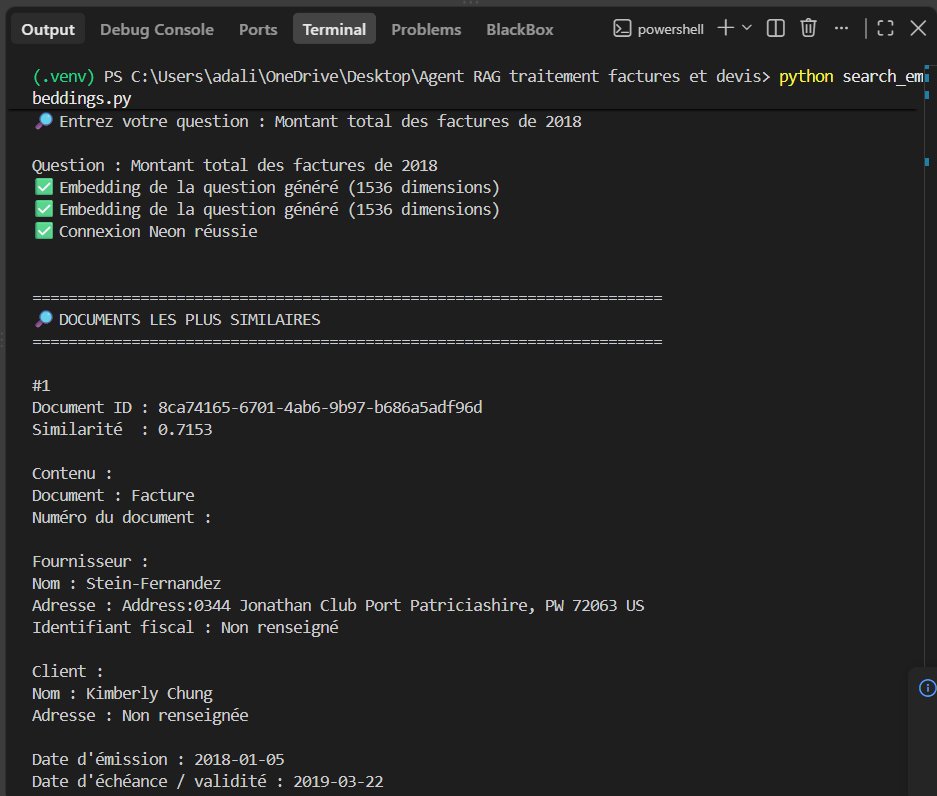 Output Debug Console Ports Terminal Problems BlackBox powershell
(.venv) PS C:\Users\adali\OneDrive\Desktop\Agent RAG traitement factures et devis> python search_em
beddings.py
🔎 Entrez votre question : Montant total des factures de 2018
Question : Montant total des factures de 2018
✅ Embedding de la question généré (1536 dimensions)
✅ Embedding de la question généré (1536 dimensions)
✅ Connexion Neon réussie
======================================================================
🔎 DOCUMENTS LES PLUS SIMILAIRES
======================================================================
#1
Document ID : 8ca74165-6701-4ab6-9b97-b686a5adf96d
Similarité  : 0.7153
Contenu :
Document : Facture
Numéro du document :
Fournisseur :
Nom : Stein-Fernandez
Adresse : Address:0344 Jonathan Club Port Patriciashire, PW 72063 US
Identifiant fiscal : Non renseigné
Client :
Nom : Kimberly Chung
Adresse : Non renseignée
Date d'émission : 2018-01-05
Date d'échéance / validité : 2019-03-22